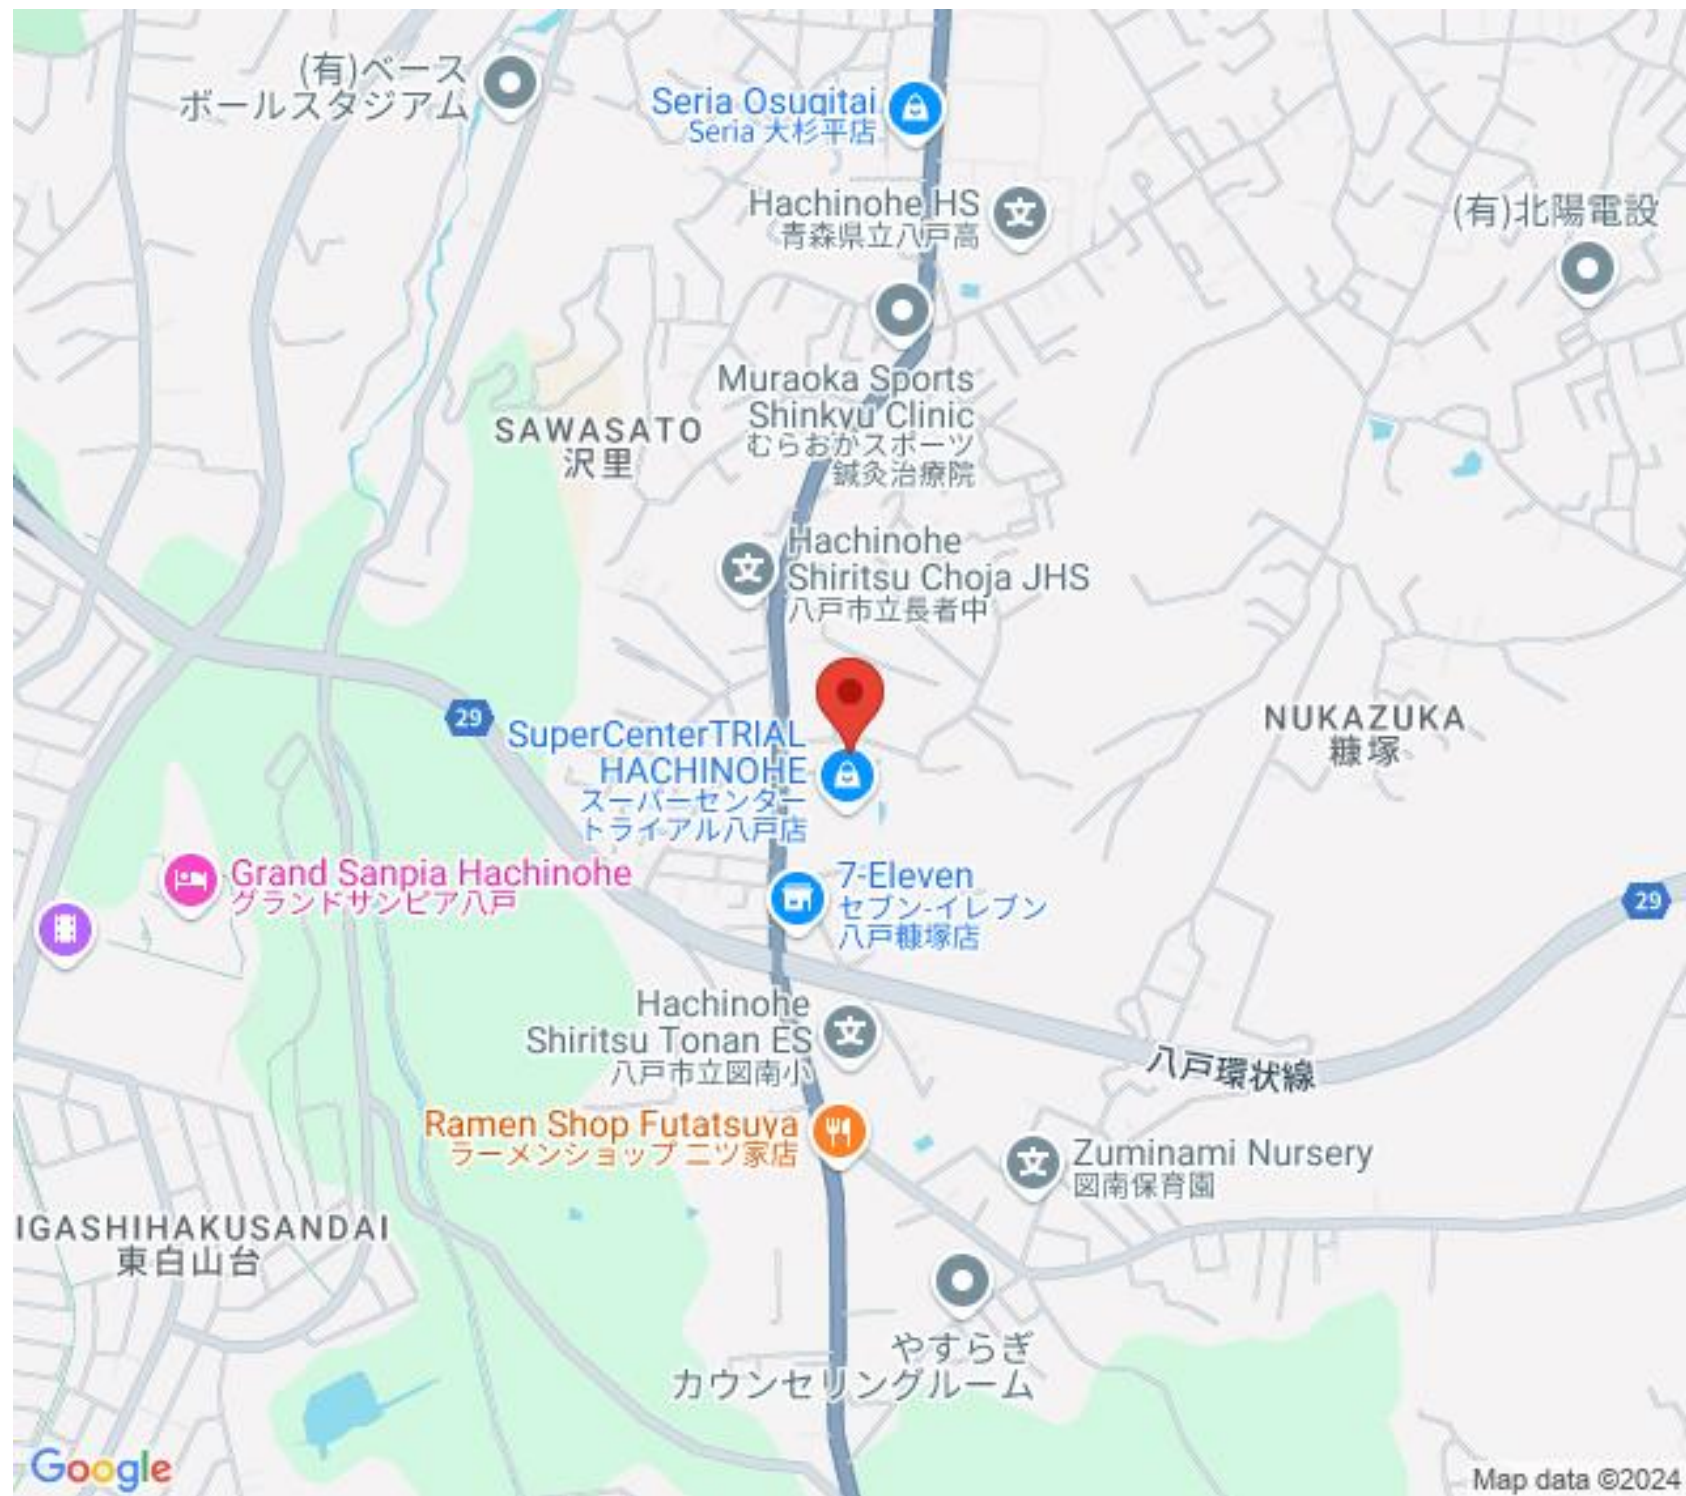 (有)ベース
ボールスタジアム
Seria Osugitai
Seria 大杉平店
Hachinohe HS
青森県立八戸高
(有)北陽電設
Muraoka Sports
Shinkyu Clinic
むらおかスポーツ
鍼灸治療院
SAWASATO
沢里
Hachinohe
Shiritsu Choja JHS
八戸市立長者中
29
SuperCenterTRIAL
HACHINOHE
スーパーセンター
トライアル八戸店
NUKAZUKA
糠塚
Grand Sanpia Hachinohe
グランドサンピア八戸
7-Eleven
セブン-イレブン
八戸糠塚店
29
Hachinohe
Shiritsu Tonan ES
八戸市立図南小
八戸環状線
Ramen Shop Futatsuya
ラーメンショップ 二ツ家店
Zuminami Nursery
図南保育園
IGASHIHAKUSANDAI
東白山台
やすらぎ
カウンセリングルーム
Google
Map data ©2024